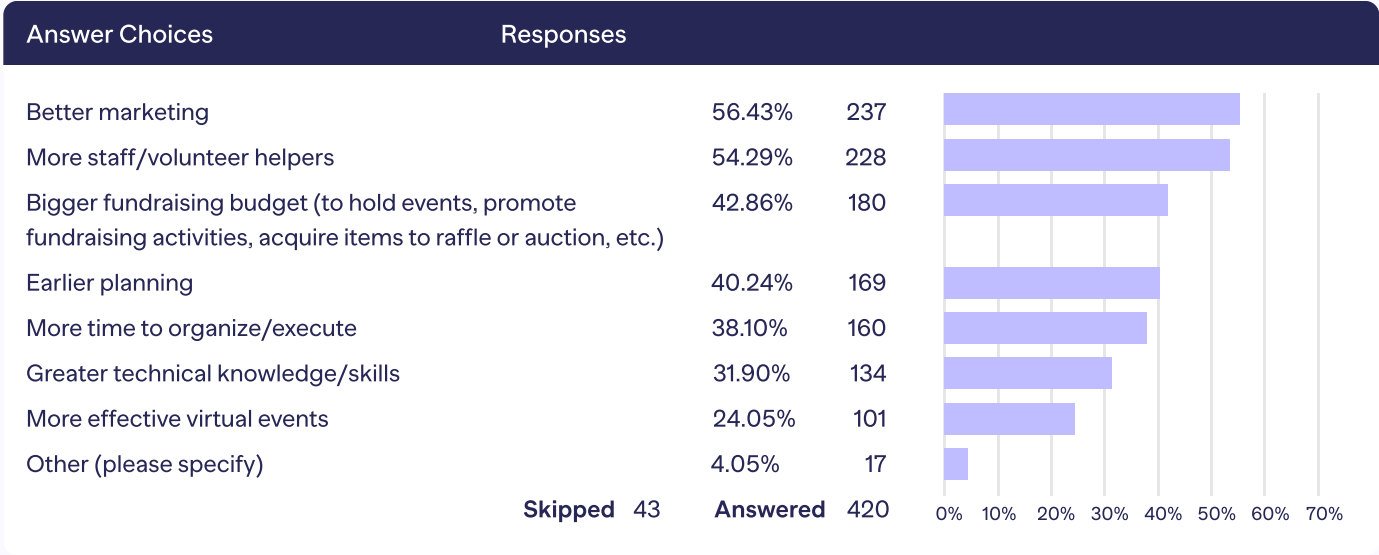 Answer Choices Responses
Better marketing 56.43% 237
More staff/volunteer helpers 54.29% 228
Bigger fundraising budget (to hold events, promote 42.86% 180
fundraising activities, acquire items to raffle or auction, etc.)
Earlier planning 40.24% 169
More time to organize/execute 38.10% 160
Greater technical knowledge/skills 31.90% 134
More effective virtual events 24.05% 101
Other (please specify) 4.05% 17
Skipped 43 Answered 420
0% 10% 20% 30% 40% 50% 60% 70%